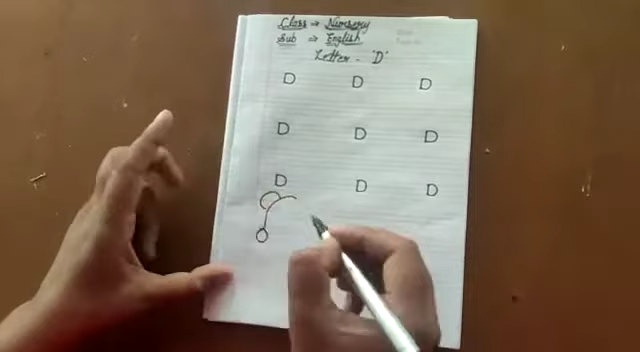 Class ⇒ Nursery
Sub ⇒ English
Letter - 'D'
D D D
D D D
D D D